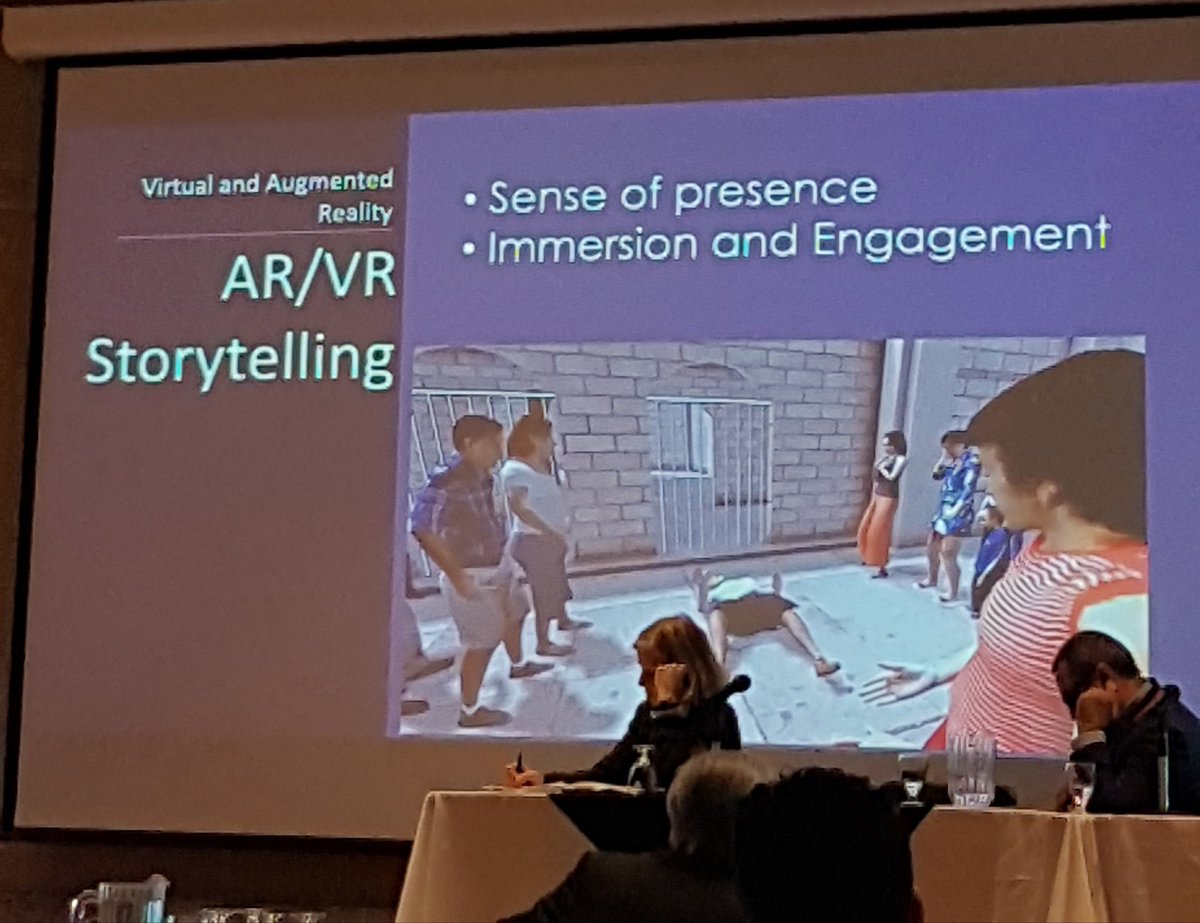 Virtual and Augmented
Reality
AR/VR
Storytelling
• Sense of presence
• Immersion and Engagement